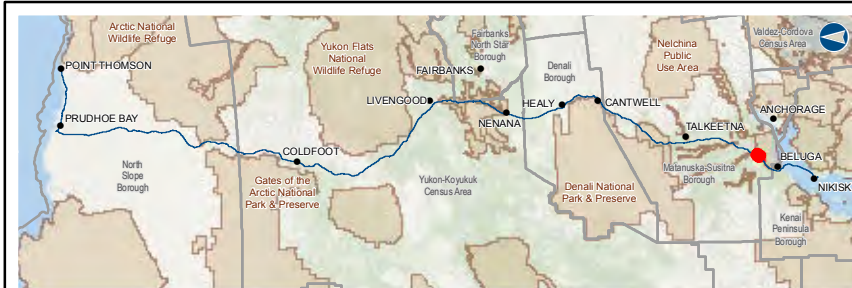 Arctic National
Wildlife Refuge
POINT THOMSON
PRUDHOE BAY
North
Slope
Borough
COLDFOOT
Gates of the
Arctic National
Park & Preserve
Yukon Flats
National
Wildlife Refuge
LIVENGOOD
FAIRBANKS
Fairbanks
North Star
Borough
NENANA
Yukon-Koyukuk
Census Area
Denali
Borough
HEALY
CANTWELL
Denali National
Park & Preserve
Nelchina
Public
Use Area
TALKEETNA
Matanuska-Susitna
Borough
Valdez-Cordova
Census Area
ANCHORAGE
BELUGA
NIKISKI
Kenai
Peninsula
Borough